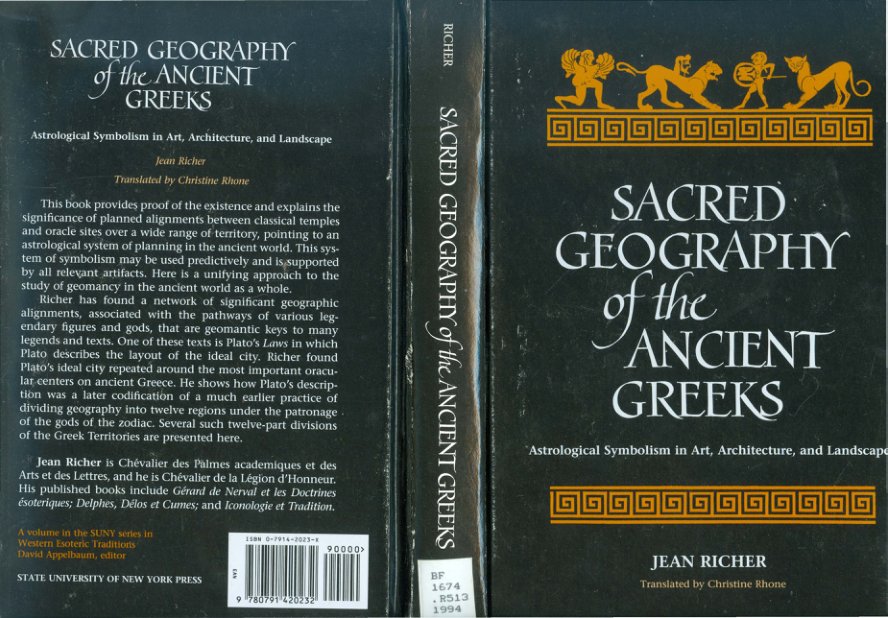 SACRED GEOGRAPHY
of the ANCIENT
GREEKS
Astrological Symbolism in Art, Architecture, and Landscape
Jean Richer
Translated by Christine Rhone
This book provides proof of the existence and explains the
significance of planned alignments between classical temples
and oracle sites over a wide range of territory, pointing to an
astrological system of planning in the ancient world. This sys-
tem of symbolism may be used predictively and is supported
by all relevant artifacts. Here is a unifying approach to the
study of geomancy in the ancient world as a whole.
Richer has found a network of significant geographic
alignments, associated with the pathways of various leg-
endary figures and gods, that are geomantic keys to many
legends and texts. One of these texts is Plato's Laws in which
Plato describes the layout of the ideal city. Richer found
Plato's ideal city repeated around the most important oracu-
lar centers on ancient Greece. He shows how Plato's descrip-
tion was a later codification of a much earlier practice of
dividing geography into twelve regions under the patronage
of the gods of the zodiac. Several such twelve-part divisions
of the Greek Territories are presented here.
Jean Richer is Chévalier des Palmes academiques et des
Arts et des Lettres, and he is Chévalier de la Légion d'Honneur.
His published books include Gérard de Nerval et les Doctrines
ésoteriques; Delphes, Délos et Cumes; and Iconologie et Tradition.
A volume in the SUNY series in
Western Esoteric Traditions
David Appelbaum, editor
STATE UNIVERSITY OF NEW YORK PRESS
ISBN 0-7914-2023-X
90000>
EAN
9 780791 420232
RICHER
SACRED GEOGRAPHY of the ANCIENT GREEKS
BF
1674
.R513
1994
SACRED
GEOGRAPHY
of the
ANCIENT
GREEKS
Astrological Symbolism in Art, Architecture, and Landscape
JEAN RICHER
Translated by Christine Rhone